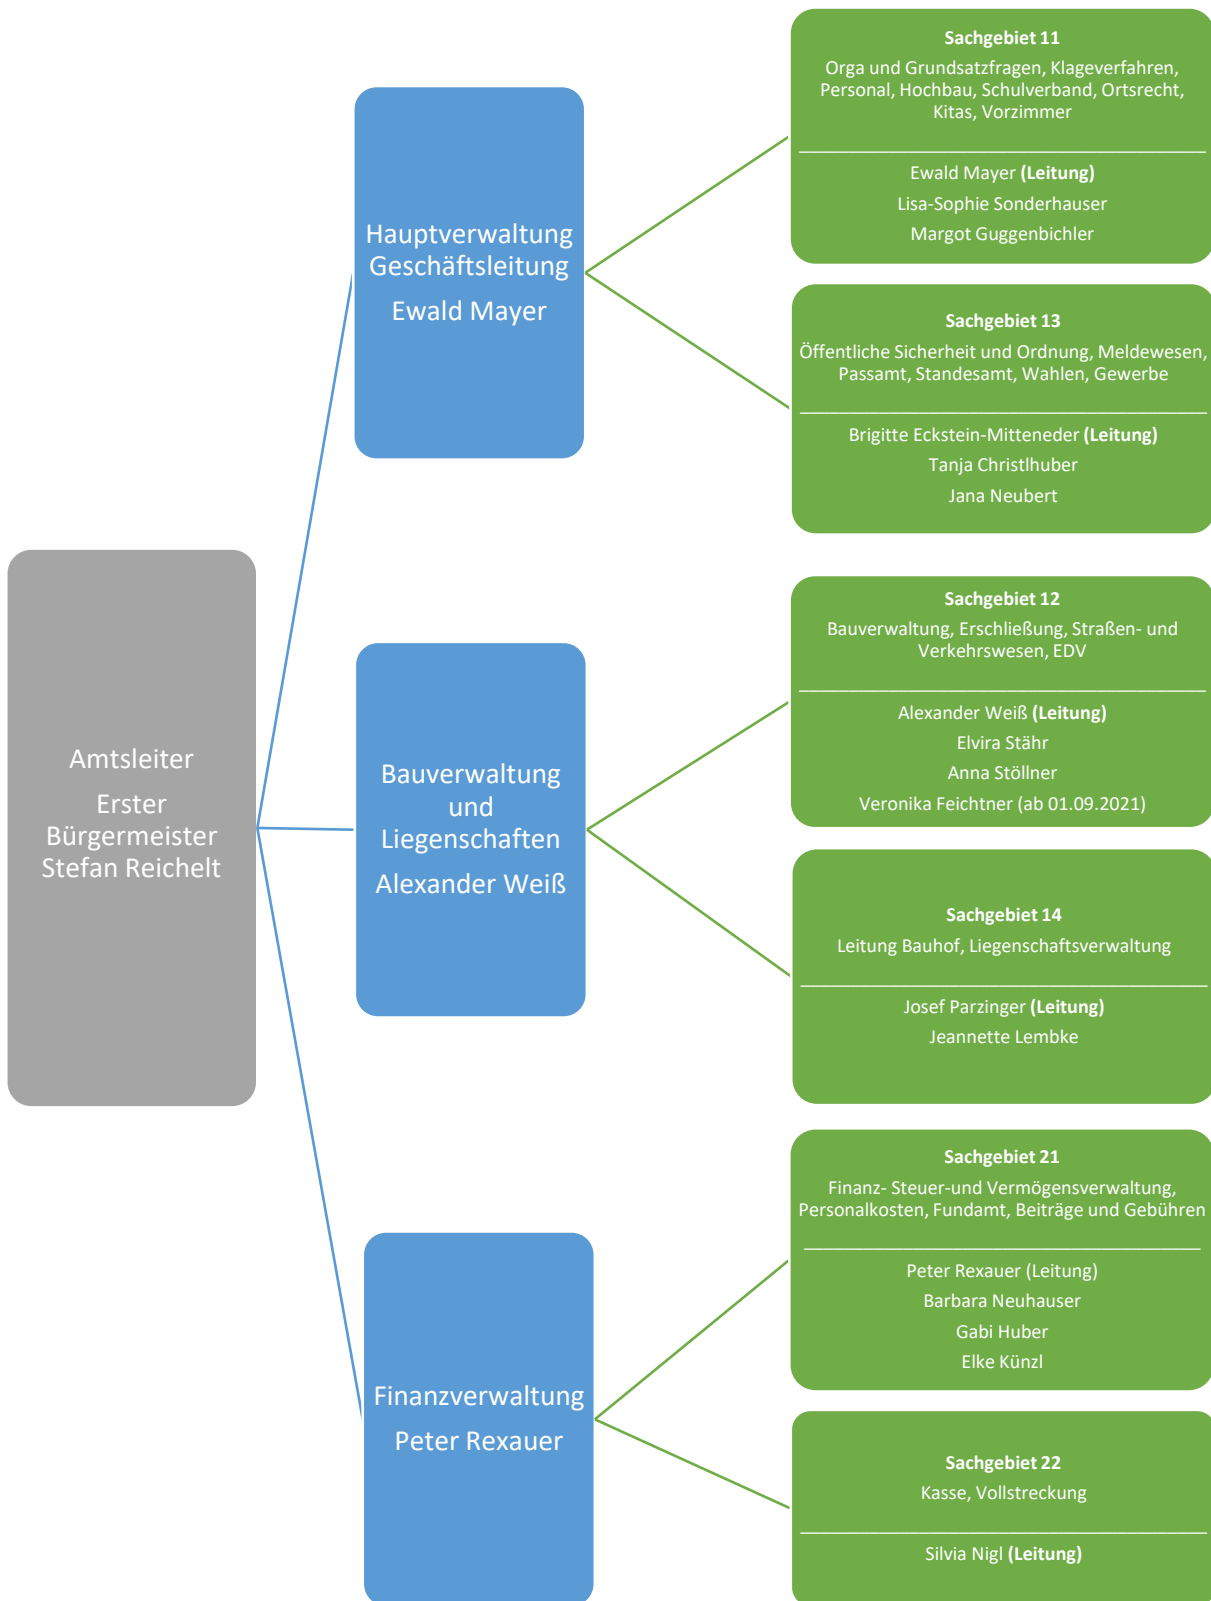 Amtsleiter
Erster
Bürgermeister
Stefan Reichelt
Hauptverwaltung
Geschäftsleitung
Ewald Mayer
Sachgebiet 11
Orga und Grundsatzfragen, Klageverfahren,
Personal, Hochbau, Schulverband, Ortsrecht,
Kitas, Vorzimmer
Ewald Mayer (Leitung)
Lisa-Sophie Sonderhauser
Margot Guggenbichler
Sachgebiet 13
Öffentliche Sicherheit und Ordnung, Meldewesen,
Passamt, Standesamt, Wahlen, Gewerbe
Brigitte Eckstein-Mitteneder (Leitung)
Tanja Christlhuber
Jana Neubert
Bauverwaltung
und
Liegenschaften
Alexander Weiß
Sachgebiet 12
Bauverwaltung, Erschließung, Straßen- und
Verkehrswesen, EDV
Alexander Weiß (Leitung)
Elvira Stähr
Anna Stöllner
Veronika Feichtner (ab 01.09.2021)
Sachgebiet 14
Leitung Bauhof, Liegenschaftsverwaltung
Josef Parzinger (Leitung)
Jeannette Lembke
Finanzverwaltung
Peter Rexauer
Sachgebiet 21
Finanz- Steuer-und Vermögensverwaltung,
Personalkosten, Fundamt, Beiträge und Gebühren
Peter Rexauer (Leitung)
Barbara Neuhauser
Gabi Huber
Elke Künzl
Sachgebiet 22
Kasse, Vollstreckung
Silvia Nigl (Leitung)